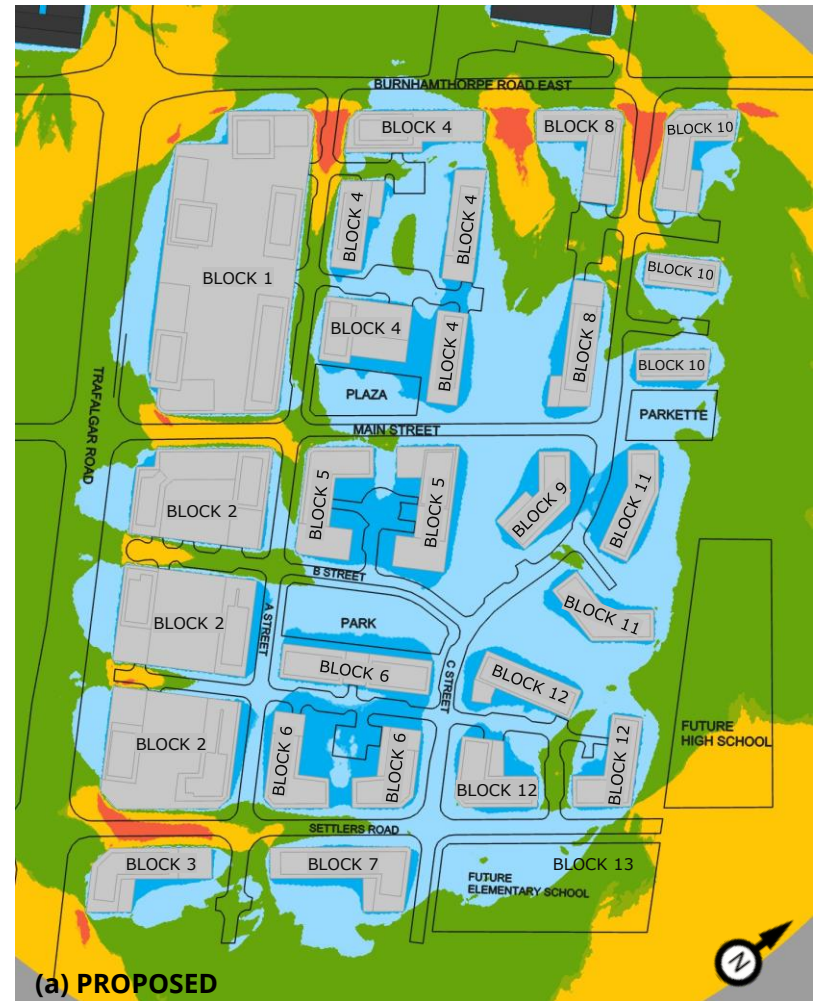 BURNHAMTHORPE ROAD EAST
BLOCK 4
BLOCK 8
BLOCK 10
BLOCK 4
BLOCK 4
BLOCK 1
BLOCK 10
BLOCK 4
BLOCK 4
BLOCK 8
BLOCK 10
TRAFALGAR ROAD
PLAZA
PARKETTE
MAIN STREET
BLOCK 2
BLOCK 5
BLOCK 5
BLOCK 9
BLOCK 11
B STREET
A STREET
BLOCK 2
PARK
BLOCK 11
BLOCK 6
C STREET
BLOCK 12
BLOCK 2
BLOCK 6
BLOCK 6
BLOCK 12
BLOCK 12
FUTURE
HIGH SCHOOL
SETTLERS ROAD
BLOCK 3
BLOCK 7
BLOCK 13
FUTURE
ELEMENTARY SCHOOL
N
(a) PROPOSED